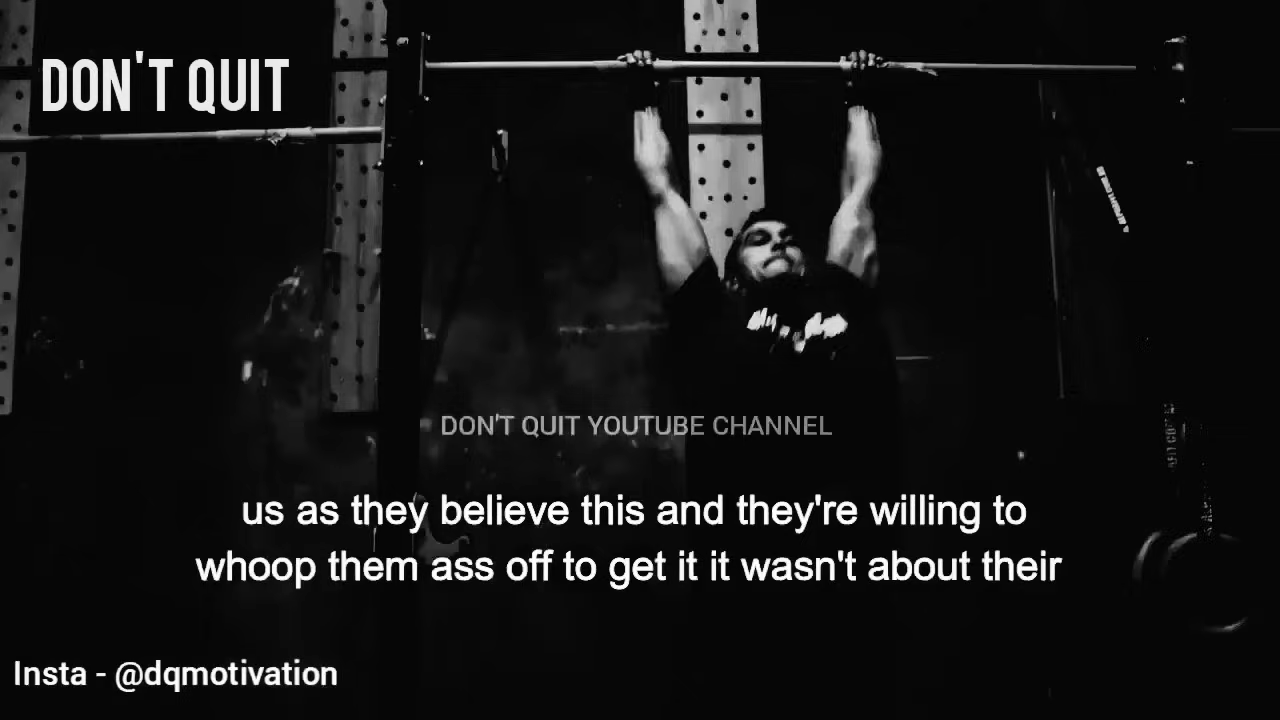 DON'T QUIT
DON'T QUIT YOUTUBE CHANNEL
us as they believe this and they're willing to
whoop them ass off to get it it wasn't about their
Insta - @dqmotivation